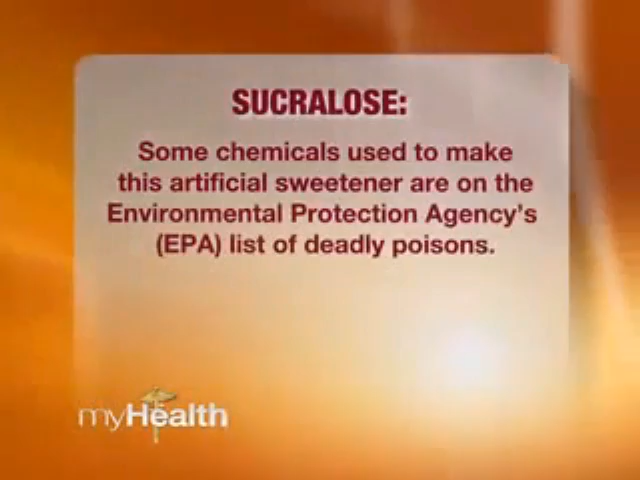 SUCRALOSE:
Some chemicals used to make
this artificial sweetener are on the
Environmental Protection Agency's
(EPA) list of deadly poisons.
myHealth